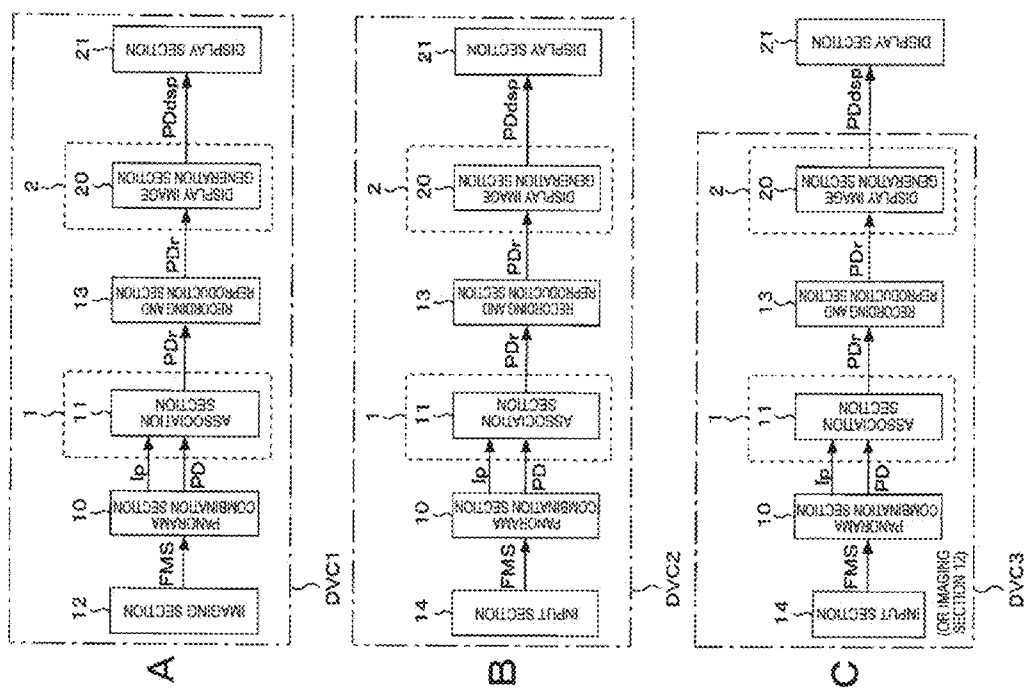 A
12
IMAGING SECTION
FMS
10
PANORAMA
COMBINATION SECTION
Ip
PD
1
11
ASSOCIATION
SECTION
PDr
13
RECORDING AND
REPRODUCTION SECTION
PDr
2
20
DISPLAY IMAGE
GENERATION SECTION
PDdsp
21
DISPLAY SECTION
DVC1
B
14
INPUT SECTION
FMS
10
PANORAMA
COMBINATION SECTION
Ip
PD
1
11
ASSOCIATION
SECTION
PDr
13
RECORDING AND
REPRODUCTION SECTION
PDr
2
20
DISPLAY IMAGE
GENERATION SECTION
PDdsp
21
DISPLAY SECTION
DVC2
C
14
INPUT SECTION
(OR IMAGING
SECTION 12)
FMS
10
PANORAMA
COMBINATION SECTION
Ip
PD
1
11
ASSOCIATION
SECTION
PDr
13
RECORDING AND
REPRODUCTION SECTION
PDr
2
20
DISPLAY IMAGE
GENERATION SECTION
PDdsp
21
DISPLAY SECTION
DVC3